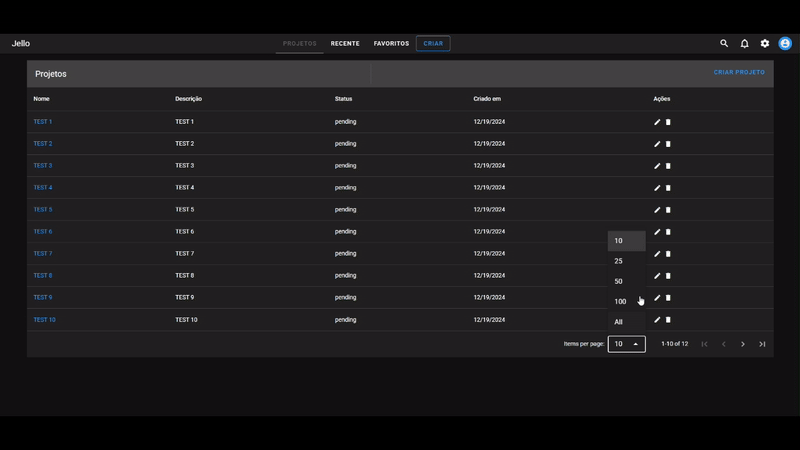 Jello PROJETOS RECENTE FAVORITOS CRIAR
Projetos CRIAR PROJETO
Nome Descrição Status Criado em Ações
TEST 1 TEST 1 pending 12/19/2024
TEST 2 TEST 2 pending 12/19/2024
TEST 3 TEST 3 pending 12/19/2024
TEST 4 TEST 4 pending 12/19/2024
TEST 5 TEST 5 pending 12/19/2024
TEST 6 TEST 6 pending 12/19/2024
TEST 7 TEST 7 pending 12/19/2024
TEST 8 TEST 8 pending 12/19/2024
TEST 9 TEST 9 pending 12/19/2024
TEST 10 TEST 10 pending 12/19/2024
10
25
50
100
All
Items per page: 10 1-10 of 12